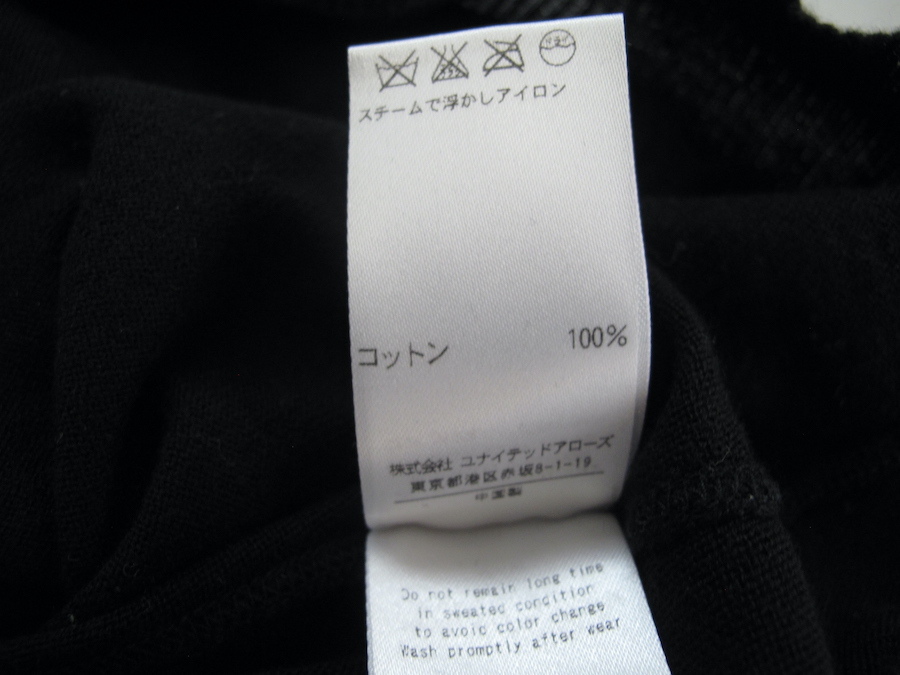 スチームで浮かしアイロン
コットン 100%
株式会社 ユナイテッドアローズ
東京都港区赤坂8-1-19
中国製
Do not remain long time
in sweated condition
to avoid color change
Wash promptly after wear